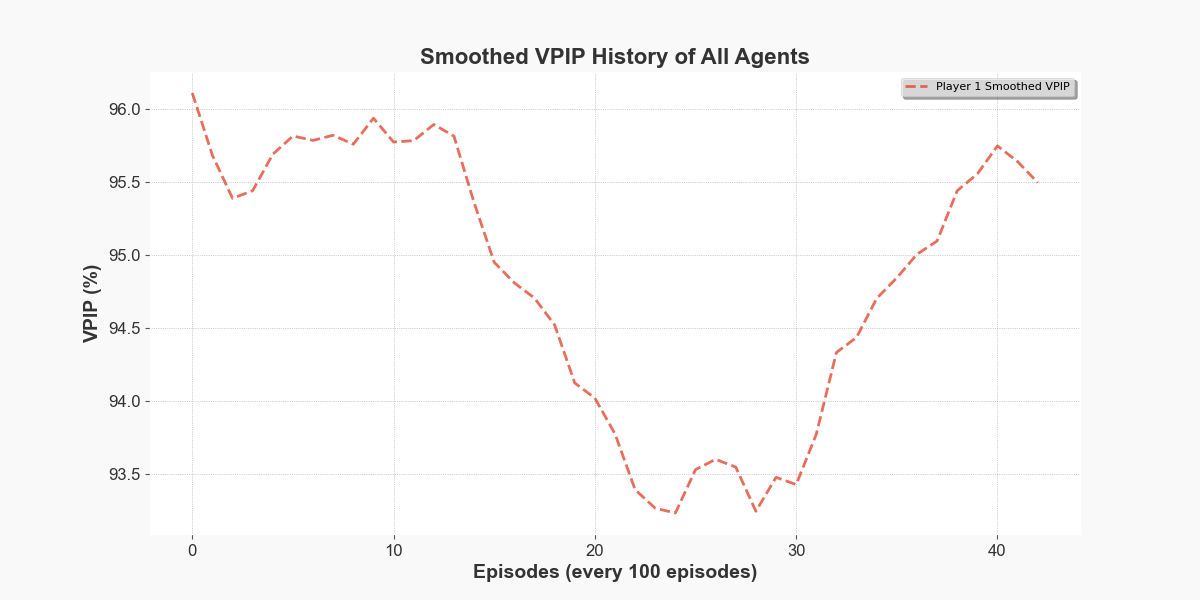 Smoothed VPIP History of All Agents
Player 1 Smoothed VPIP
VPIP (%)
96.0
95.5
95.0
94.5
94.0
93.5
0 10 20 30 40
Episodes (every 100 episodes)